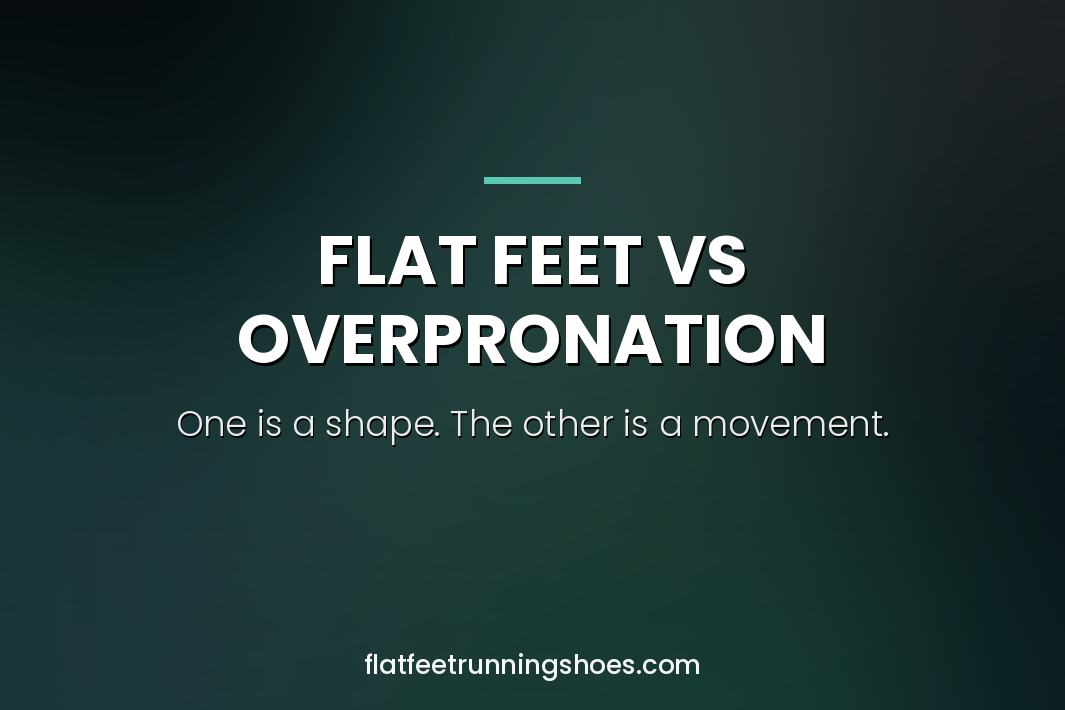 FLAT FEET VS
OVERPRONATION
One is a shape. The other is a movement.
flatfeetrunningshoes.com